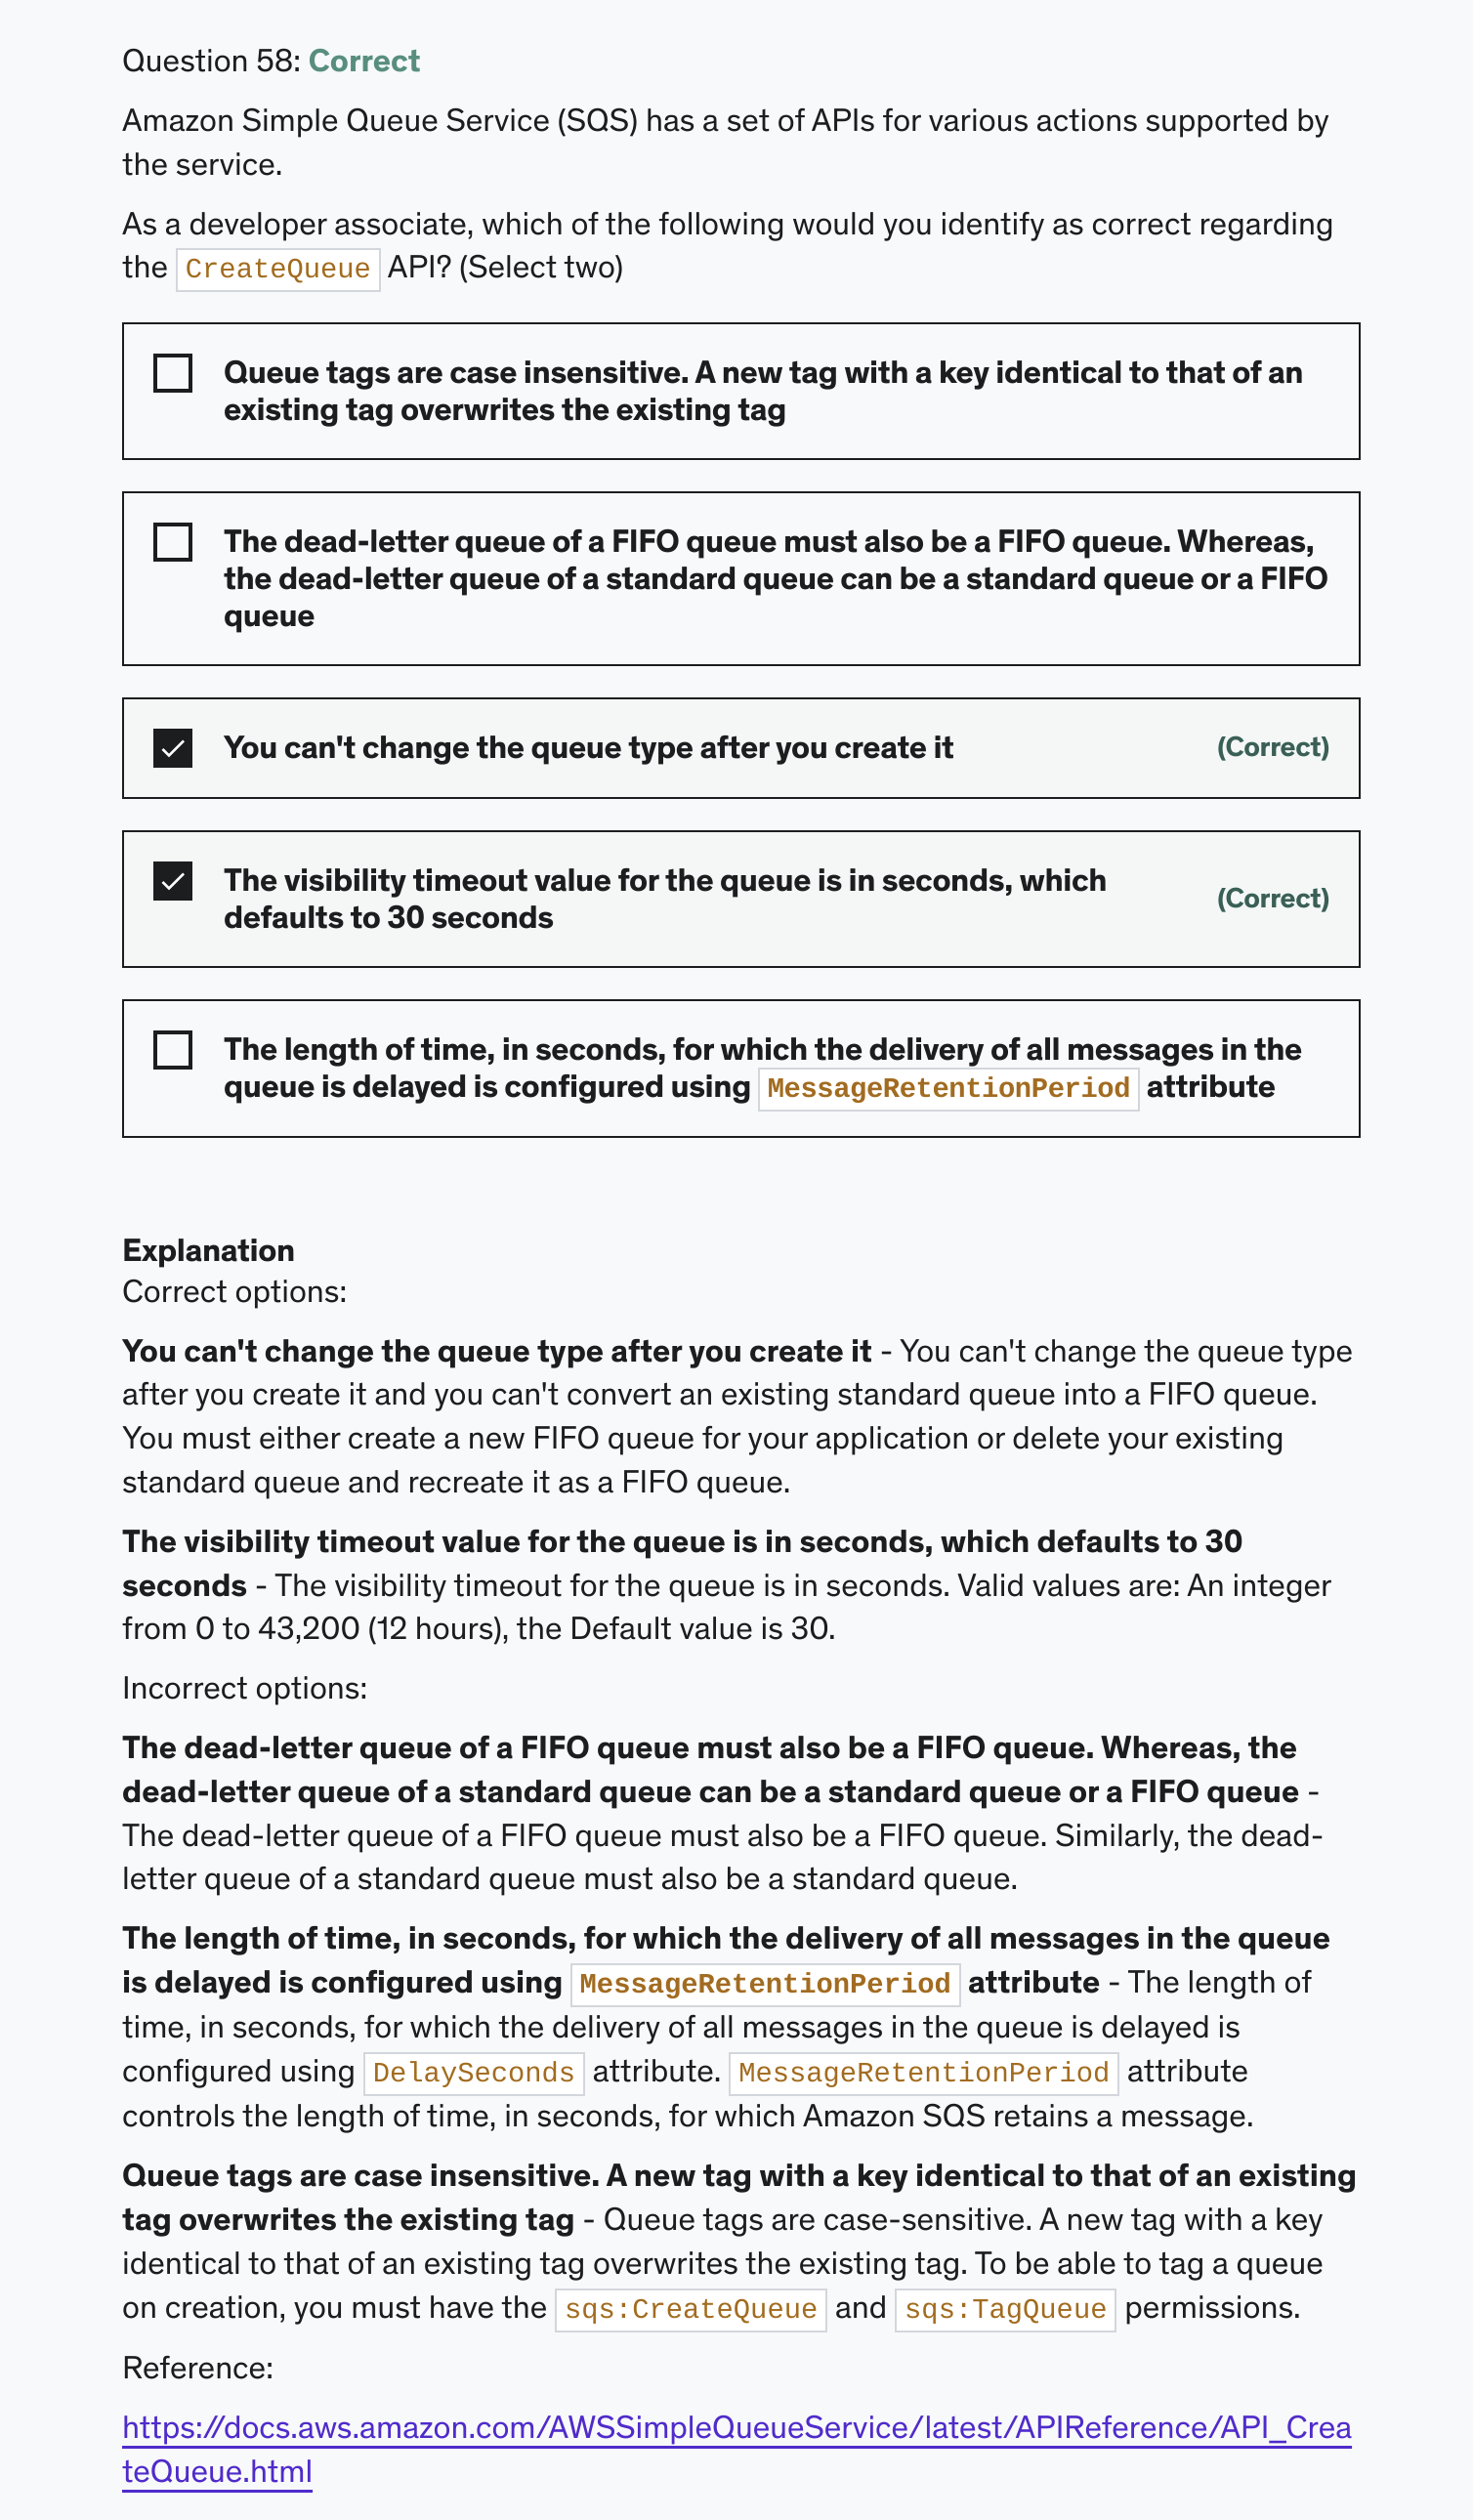 Question 58: Correct
Amazon Simple Queue Service (SQS) has a set of APIs for various actions supported by
the service.
As a developer associate, which of the following would you identify as correct regarding
the CreateQueue API? (Select two)
Queue tags are case insensitive. A new tag with a key identical to that of an
existing tag overwrites the existing tag
The dead-letter queue of a FIFO queue must also be a FIFO queue. Whereas,
the dead-letter queue of a standard queue can be a standard queue or a FIFO
queue
You can't change the queue type after you create it (Correct)
The visibility timeout value for the queue is in seconds, which
defaults to 30 seconds (Correct)
The length of time, in seconds, for which the delivery of all messages in the
queue is delayed is configured using MessageRetentionPeriod attribute
Explanation
Correct options:
You can't change the queue type after you create it - You can't change the queue type
after you create it and you can't convert an existing standard queue into a FIFO queue.
You must either create a new FIFO queue for your application or delete your existing
standard queue and recreate it as a FIFO queue.
The visibility timeout value for the queue is in seconds, which defaults to 30
seconds - The visibility timeout for the queue is in seconds. Valid values are: An integer
from 0 to 43,200 (12 hours), the Default value is 30.
Incorrect options:
The dead-letter queue of a FIFO queue must also be a FIFO queue. Whereas, the
dead-letter queue of a standard queue can be a standard queue or a FIFO queue -
The dead-letter queue of a FIFO queue must also be a FIFO queue. Similarly, the dead-
letter queue of a standard queue must also be a standard queue.
The length of time, in seconds, for which the delivery of all messages in the queue
is delayed is configured using MessageRetentionPeriod attribute - The length of
time, in seconds, for which the delivery of all messages in the queue is delayed is
configured using DelaySeconds attribute. MessageRetentionPeriod attribute
controls the length of time, in seconds, for which Amazon SQS retains a message.
Queue tags are case insensitive. A new tag with a key identical to that of an existing
tag overwrites the existing tag - Queue tags are case-sensitive. A new tag with a key
identical to that of an existing tag overwrites the existing tag. To be able to tag a queue
on creation, you must have the sqs:CreateQueue and sqs:TagQueue permissions.
Reference:
https://docs.aws.amazon.com/AWSSimpleQueueService/latest/APIReference/API_Crea
teQueue.html